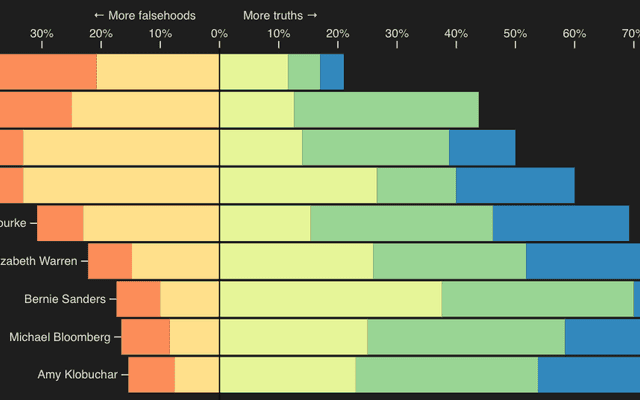 ← More falsehoods More truths →
30% 20% 10% 0% 10% 20% 30% 40% 50% 60% 70%
ourke
zabeth Warren
Bernie Sanders
Michael Bloomberg
Amy Klobuchar